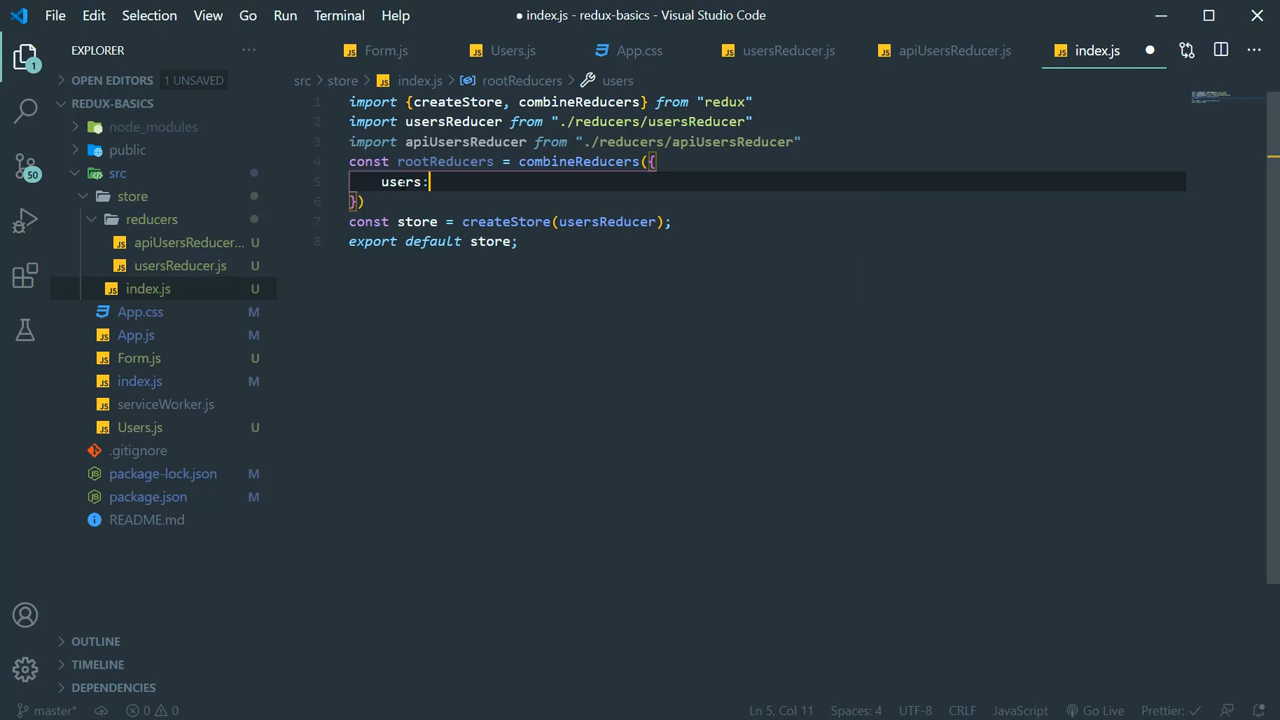 File Edit Selection View Go Run Terminal Help
● index.js - redux-basics - Visual Studio Code
EXPLORER
Form.js Users.js App.css usersReducer.js apiUsersReducer.js index.js
OPEN EDITORS 1 UNSAVED
src > store > index.js > rootReducers > users
REDUX-BASICS
node_modules
public
src
store
reducers
apiUsersReducer... U
usersReducer.js U
index.js U
App.css M
App.js M
Form.js U
index.js M
serviceWorker.js
Users.js U
.gitignore
package-lock.json M
package.json M
README.md
1 import {createStore, combineReducers} from "redux"
2 import usersReducer from "./reducers/usersReducer"
3 import apiUsersReducer from "./reducers/apiUsersReducer"
4 const rootReducers = combineReducers({
5 users:
6 })
7 const store = createStore(usersReducer);
8 export default store;
1
50
OUTLINE
TIMELINE
DEPENDENCIES
master* 0 0 Ln 5, Col 11 Spaces: 4 UTF-8 CRLF JavaScript Go Live Prettier: ✓